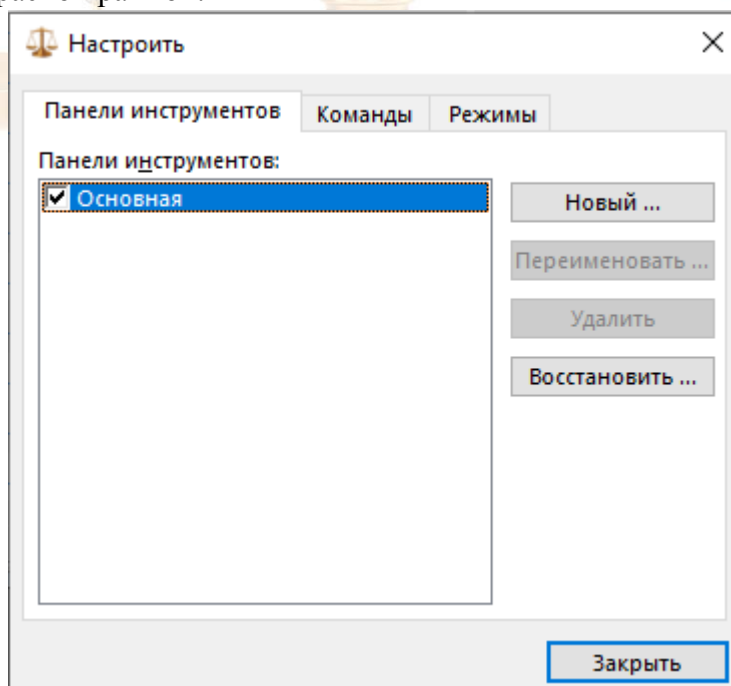 Настроить
Панели инструментов Команды Режимы
Панели инструментов:
Основная
Новый ...
Переименовать ...
Удалить
Восстановить ...
Закрыть